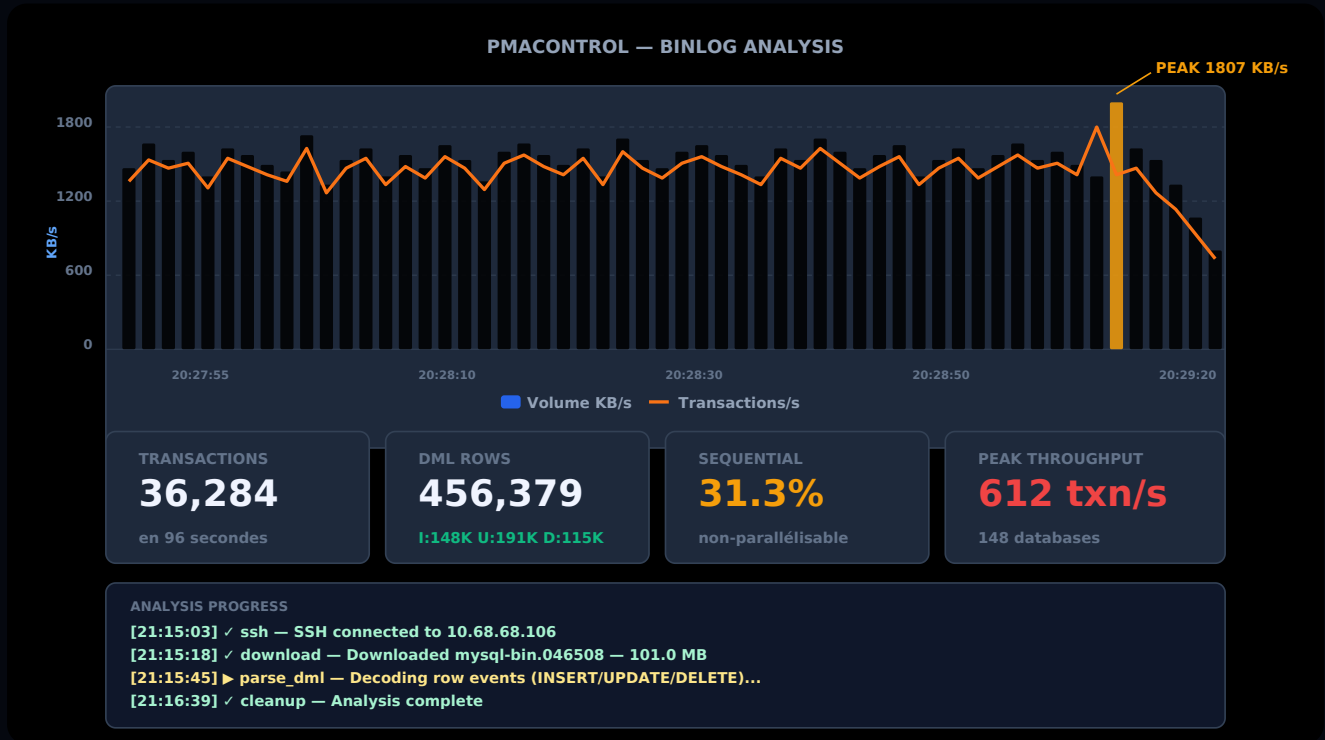 PMACONTROL — BINLOG ANALYSIS
PEAK 1807 KB/s
1800
1200
600
0
KB/s
20:27:55
20:28:10
20:28:30
20:28:50
20:29:20
Volume KB/s
Transactions/s
TRANSACTIONS
36,284
en 96 secondes
DML ROWS
456,379
I:148K U:191K D:115K
SEQUENTIAL
31.3%
non-parallélisable
PEAK THROUGHPUT
612 txn/s
148 databases
ANALYSIS PROGRESS
[21:15:03] ✓ ssh — SSH connected to 10.68.68.106
[21:15:18] ✓ download — Downloaded mysql-bin.046508 — 101.0 MB
[21:15:45] ▶ parse_dml — Decoding row events (INSERT/UPDATE/DELETE)...
[21:16:39] ✓ cleanup — Analysis complete